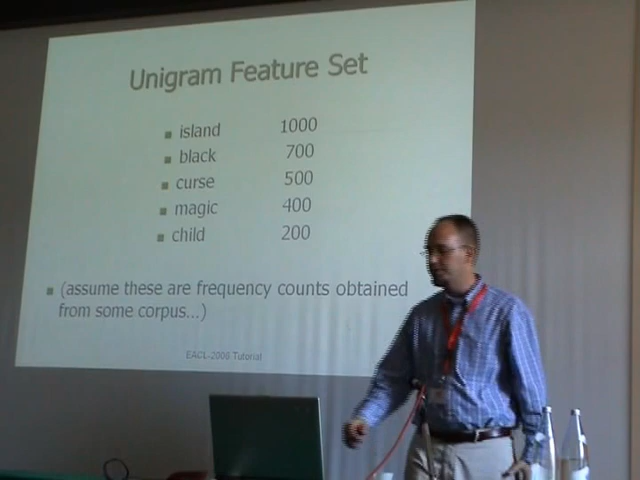 Unigram Feature Set
island 1000
black 700
curse 500
magic 400
child 200
(assume these are frequency counts obtained
from some corpus...)
EACL-2006 Tutorial